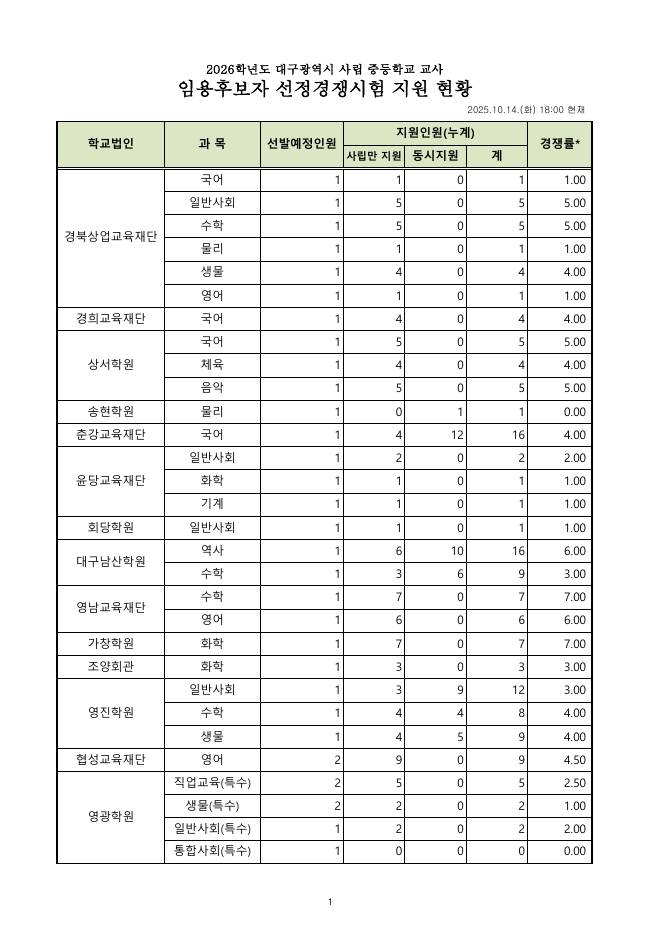 2026학년도 대구광역시 사립 중등학교 교사
임용후보자 선정경쟁시험 지원 현황
2025.10.14.(화) 18:00 현재
학교법인 과 목 선발예정인원 지원인원(누계) 경쟁률*
사립만 지원 동시지원 계
경북상업교육재단 국어 1 1 0 1 1.00
일반사회 1 5 0 5 5.00
수학 1 5 0 5 5.00
물리 1 1 0 1 1.00
생물 1 4 0 4 4.00
영어 1 1 0 1 1.00
경희교육재단 국어 1 4 0 4 4.00
상서학원 국어 1 5 0 5 5.00
체육 1 4 0 4 4.00
음악 1 5 0 5 5.00
송현학원 물리 1 0 1 1 0.00
춘강교육재단 국어 1 4 12 16 4.00
윤당교육재단 일반사회 1 2 0 2 2.00
화학 1 1 0 1 1.00
기계 1 1 0 1 1.00
회당학원 일반사회 1 1 0 1 1.00
대구남산학원 역사 1 6 10 16 6.00
수학 1 3 6 9 3.00
영남교육재단 수학 1 7 0 7 7.00
영어 1 6 0 6 6.00
가창학원 화학 1 7 0 7 7.00
조양회관 화학 1 3 0 3 3.00
영진학원 일반사회 1 3 9 12 3.00
수학 1 4 4 8 4.00
생물 1 4 5 9 4.00
협성교육재단 영어 2 9 0 9 4.50
영광학원 직업교육(특수) 2 5 0 5 2.50
생물(특수) 2 2 0 2 1.00
일반사회(특수) 1 2 0 2 2.00
통합사회(특수) 1 0 0 0 0.00
1